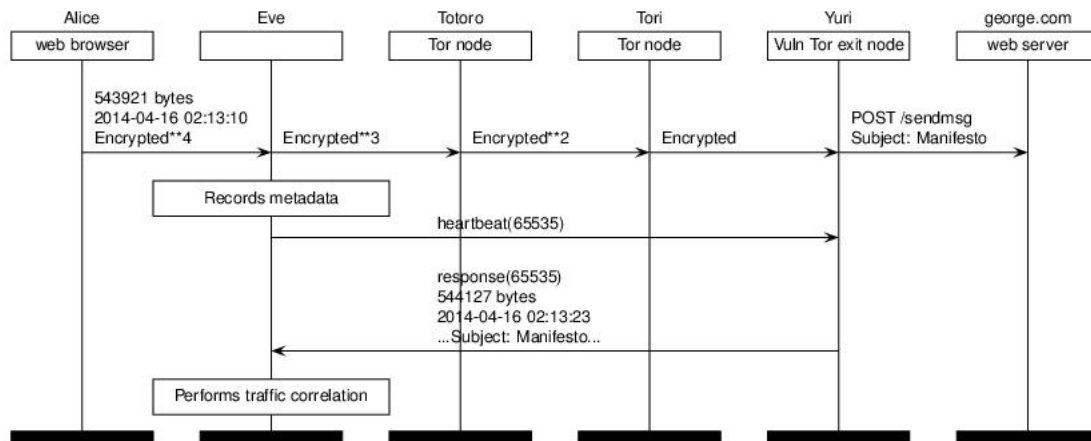 Alice
Eve
Totoro
Tori
Yuri
george.com
web browser
Tor node
Tor node
Vuln Tor exit node
web server
543921 bytes
2014-04-16 02:13:10
Encrypted**4
Encrypted**3
Encrypted**2
Encrypted
POST /sendmsg
Subject: Manifesto
Records metadata
heartbeat(65535)
response(65535)
544127 bytes
2014-04-16 02:13:23
...Subject: Manifesto...
Performs traffic correlation